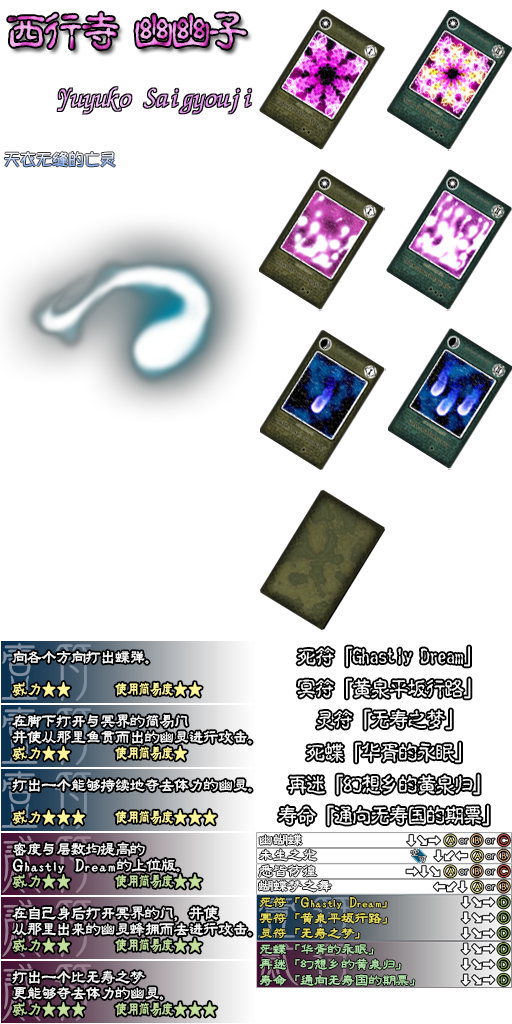 西行寺 幽幽子
Yuyuko Saigyouji
天衣无缝的亡灵
向各个方向打出蝶弹。
威力★★ 使用简易度★★
在脚下打开与冥界的简易门
并使从那里鱼贯而出的幽灵进行攻击。
威力★★ 使用简易度★
打出一个能够持续地夺去体力的幽灵。
威力★★★ 使用简易度★★
密度与层数均提高的
Ghastly Dream的上位版。
威力★★ 使用简易度★★
在自己身后打开冥界的门，并使
从那里出来的幽灵蜂拥而去进行攻击。
威力★★ 使用简易度★★
打出一个比无寿之梦
更能够夺去体力的幽灵。
威力★★★ 使用简易度★★
死符「Ghastly Dream」
冥符「黄泉平坂行路」
灵符「无寿之梦」
死蝶「华胥的永眠」
再迷「幻想乡的黄泉归」
寿命「通向无寿国的期票」
幽蝴蝶 ↓↘→ⒶorⒷorⒸ
未生之光 ↓↙←ⒶorⒷ
悉皆彷徨 →↓↘ⒶorⒷorⒸ
蝴蝶梦之舞 ←↙↓ⒶorⒷ
死符「Ghastly Dream」 ↓↘→Ⓓ
冥符「黄泉平坂行路」 ↓↘→Ⓓ
灵符「无寿之梦」 ↓↘→Ⓓ
死蝶「华胥的永眠」 ↓↘→Ⓓ
再迷「幻想乡的黄泉归」 ↓↘→Ⓓ
寿命「通向无寿国的期票」 ↓↘→Ⓓ